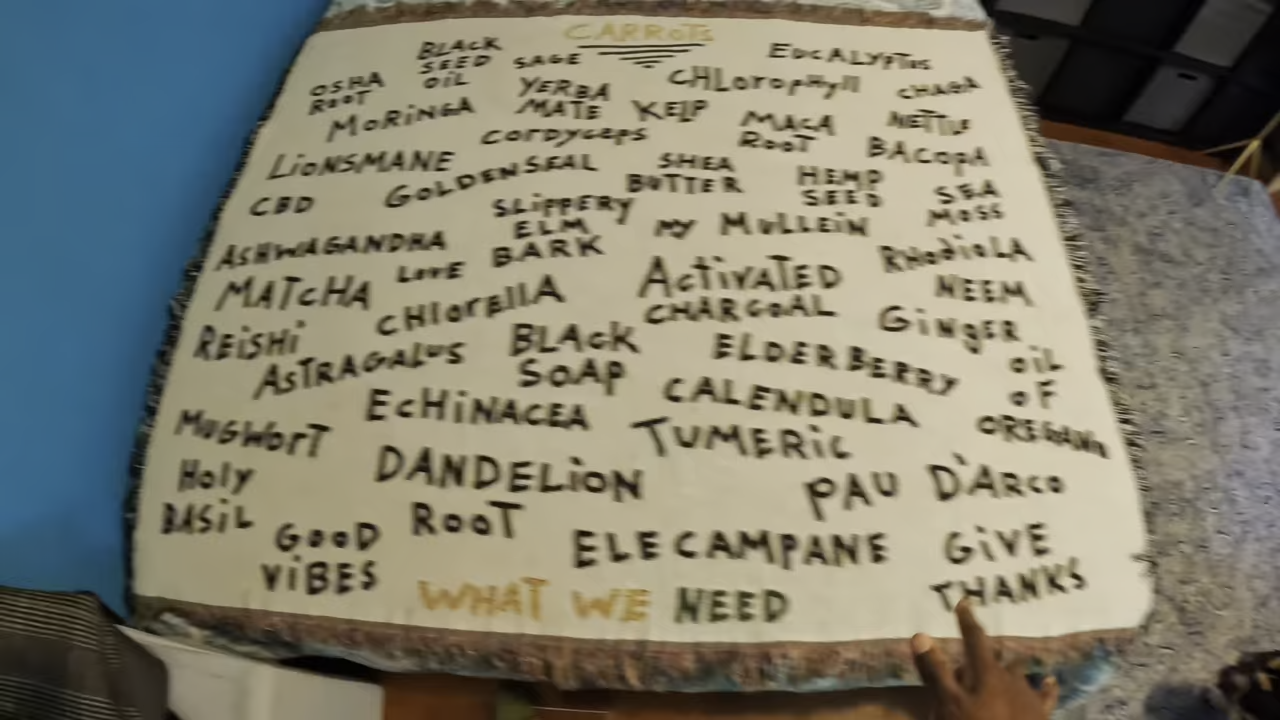 CARROTS
BLACK
SEED
OIL
SAGE
EUCALYPTUS
OSHA
ROOT
YERBA
MATE
CHLOROPHYLL
CHAGA
MORINGA
KELP
MACA
ROOT
NETTLE
CORDYCEPS
BACOPA
LIONSMANE
GOLDENSEAL
SHEA
BUTTER
HEMP
SEED
SEA
MOSS
CBD
SLIPPERY
ELM
BARK
MY MULLEIN
ASHWAGANDHA
LOVE
RHODIOLA
MATCHA
CHLORELLA
ACTIVATED
CHARCOAL
NEEM
REISHI
BLACK
SOAP
GINGER
ASTRAGALUS
ELDERBERRY
OIL
OF
OREGANO
ECHINACEA
CALENDULA
MUGWORT
TUMERIC
HOLY
BASIL
DANDELION
ROOT
PAU D'ARCO
GOOD
VIBES
ELECAMPANE
GIVE
THANKS
WHAT WE NEED